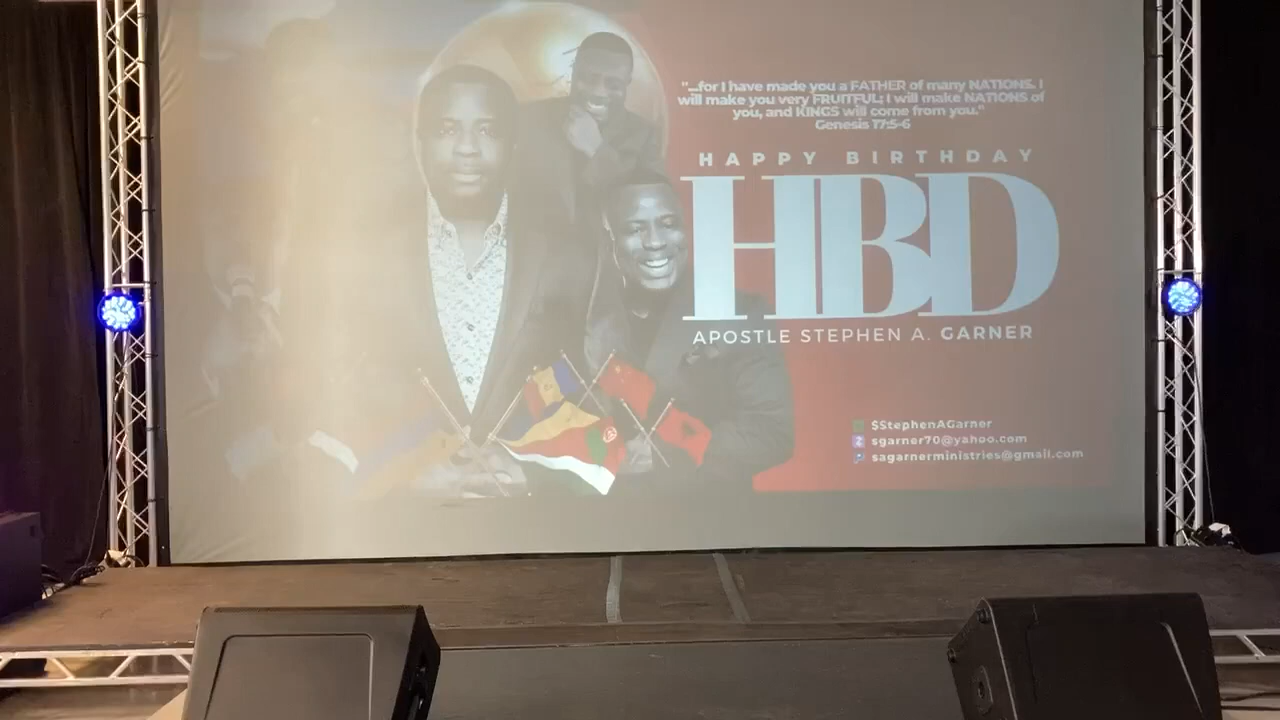 "...for I have made you a FATHER of many NATIONS. I
will make you very FRUITFUL; I will make NATIONS of
you, and KINGS will come from you."
Genesis 17:5-6
HAPPY BIRTHDAY
HBD
APOSTLE STEPHEN A. GARNER
$StephenAGarner
sgarner70@yahoo.com
sagarnerministries@gmail.com